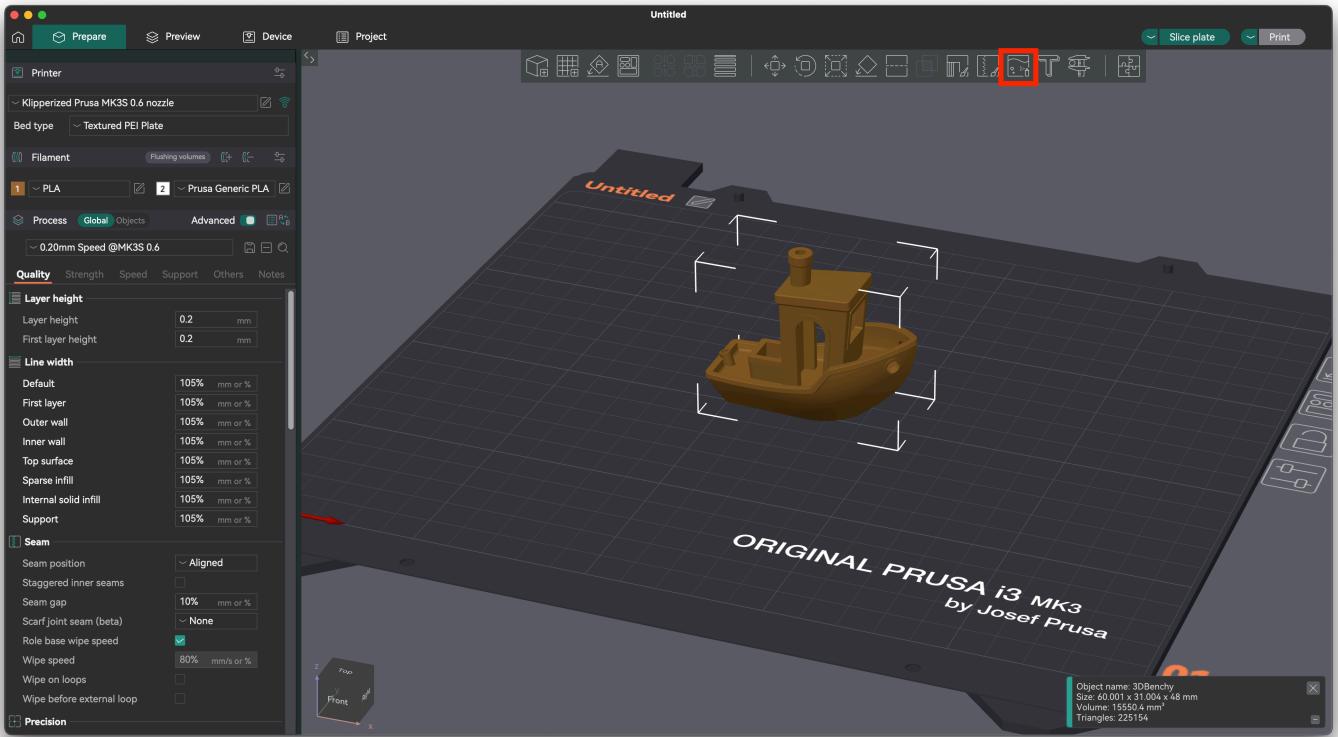 Untitled
Prepare
Preview
Device
Project
Slice plate
Print
Printer
Klipperized Prusa MK3S 0.6 nozzle
Bed type
Textured PEI Plate
Filament
Flushing volumes
1
PLA
2
Prusa Generic PLA
Process
Global
Objects
Advanced
0.20mm Speed @MK3S 0.6
Quality
Strength
Speed
Support
Others
Notes
Layer height
Layer height 0.2 mm
First layer height 0.2 mm
Line width
Default 105% mm or %
First layer 105% mm or %
Outer wall 105% mm or %
Inner wall 105% mm or %
Top surface 105% mm or %
Sparse infill 105% mm or %
Internal solid infill 105% mm or %
Support 105% mm or %
Seam
Seam position Aligned
Staggered inner seams
Seam gap 10% mm or %
Scarf joint seam (beta) None
Role base wipe speed
Wipe speed 80% mm/s or %
Wipe on loops
Wipe before external loop
Precision
Untitled
ORIGINAL PRUSA i3 MK3
by Josef Prusa
Z
Top
Y
Front
X
Object name: 3DBenchy
Size: 60.001 x 31.004 x 48 mm
Volume: 15550.4 mm³
Triangles: 225154